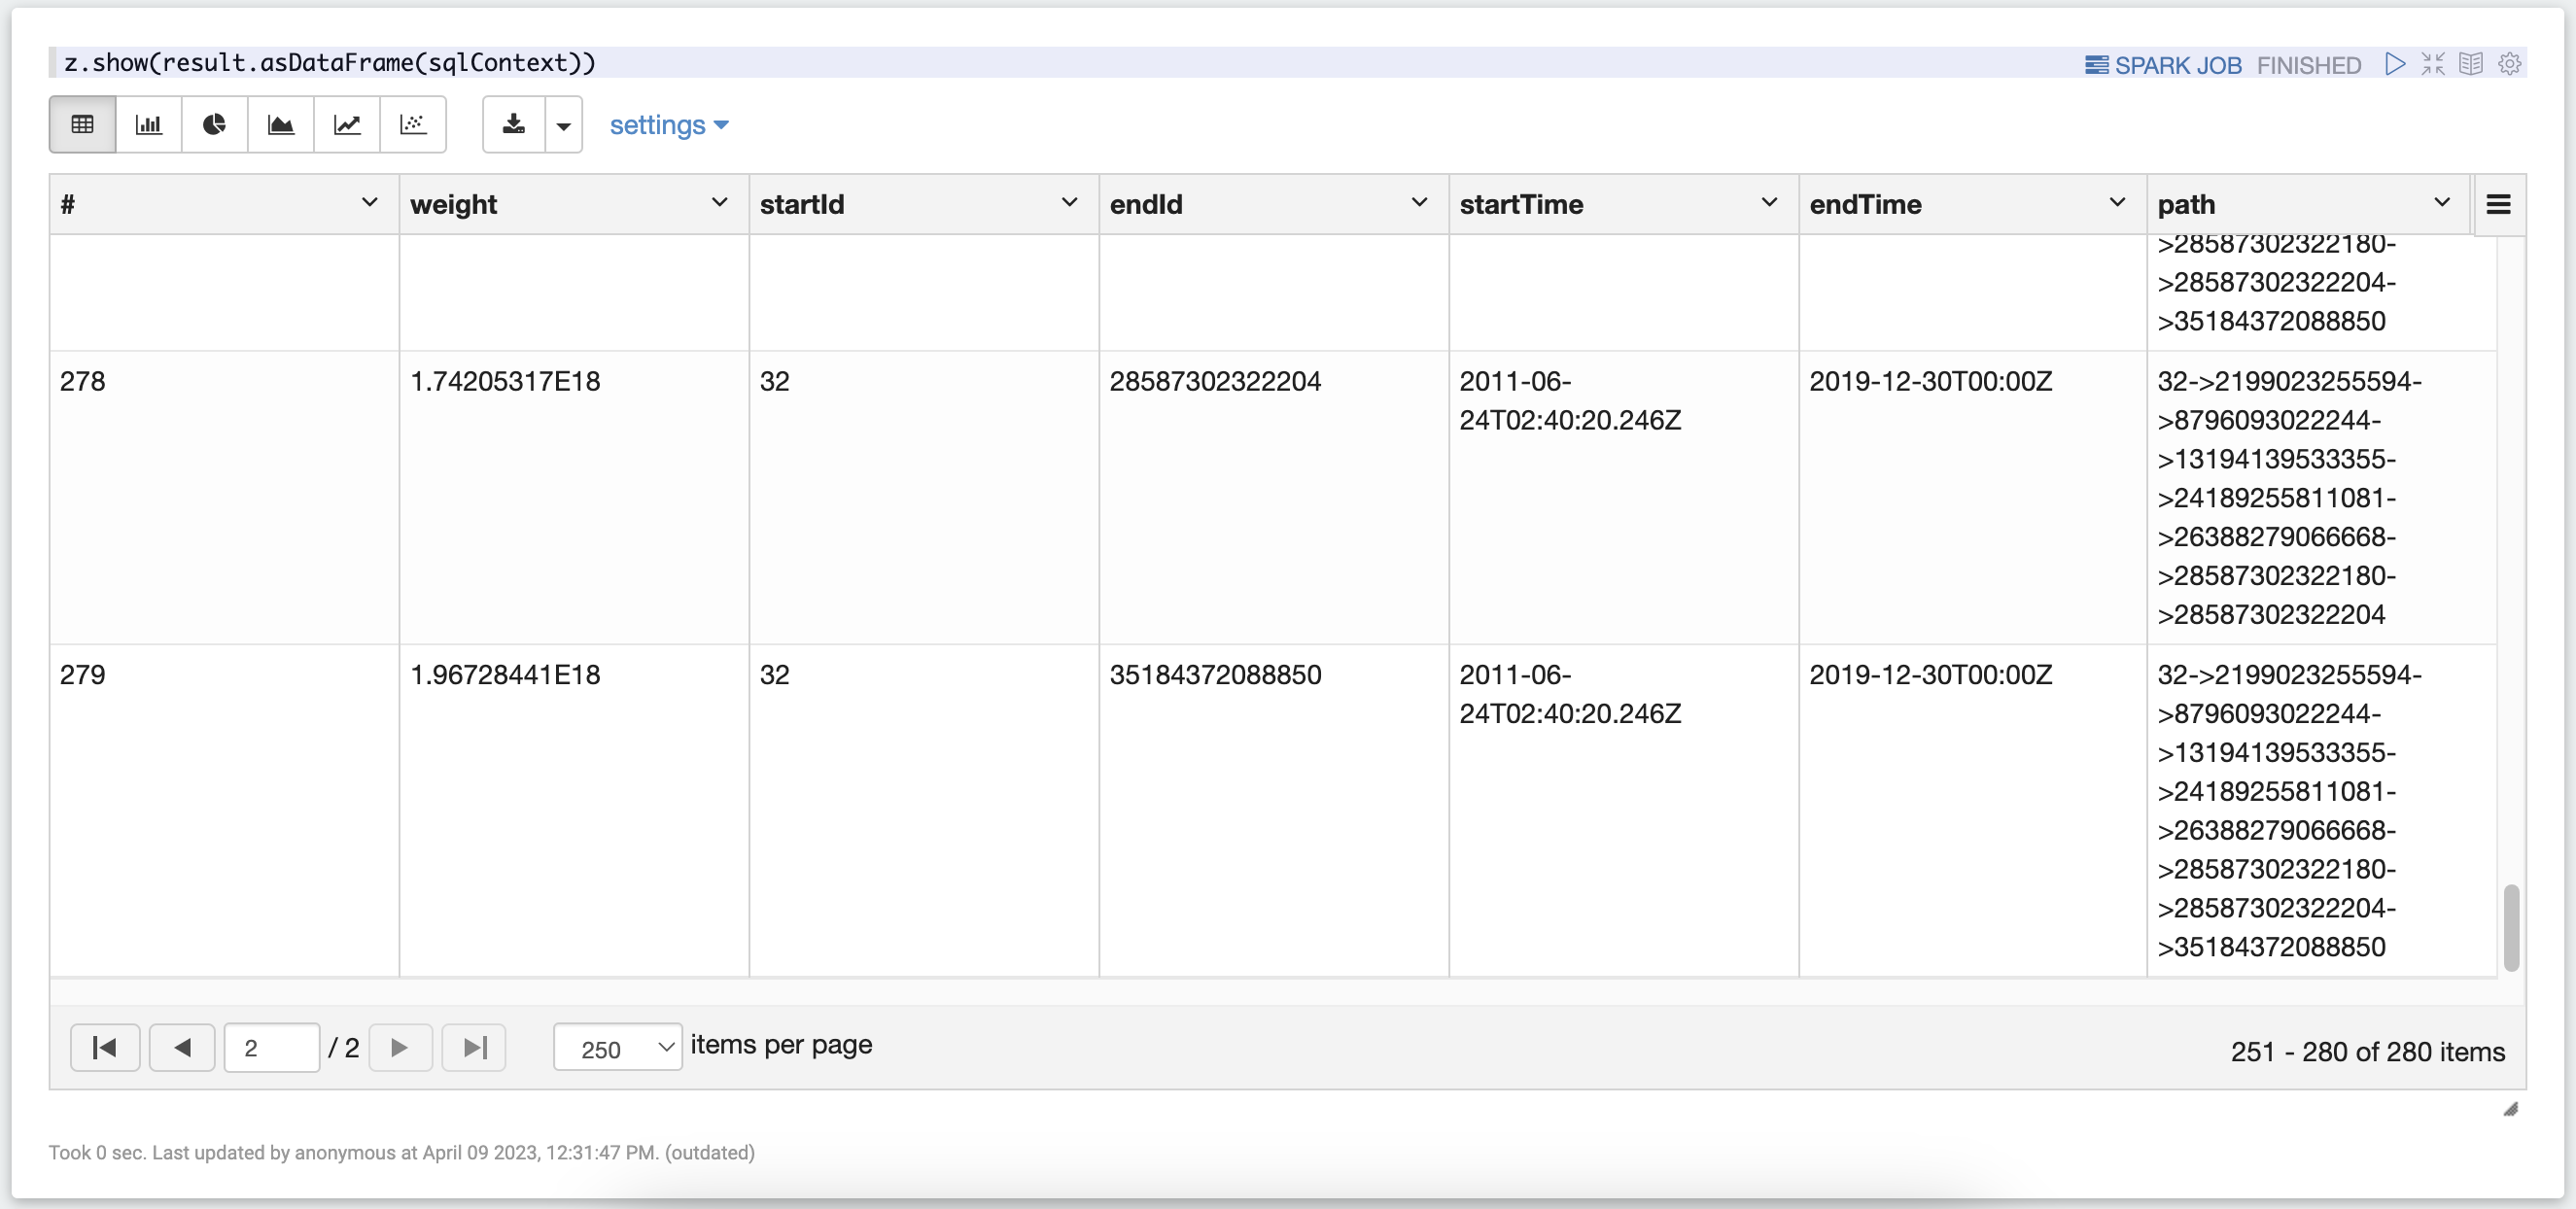 z.show(result.asDataFrame(sqlContext))
SPARK JOB FINISHED
settings
# weight startId endId startTime endTime path
>28587302322180-
>28587302322204-
>35184372088850
278 1.74205317E18 32 28587302322204 2011-06- 2019-12-30T00:00Z 32->2199023255594-
24T02:40:20.246Z >8796093022244-
>13194139533355-
>24189255811081-
>26388279066668-
>28587302322180-
>28587302322204
279 1.96728441E18 32 35184372088850 2011-06- 2019-12-30T00:00Z 32->2199023255594-
24T02:40:20.246Z >8796093022244-
>13194139533355-
>24189255811081-
>26388279066668-
>28587302322180-
>28587302322204-
>35184372088850
2 / 2 250 items per page 251 - 280 of 280 items
Took 0 sec. Last updated by anonymous at April 09 2023, 12:31:47 PM. (outdated)